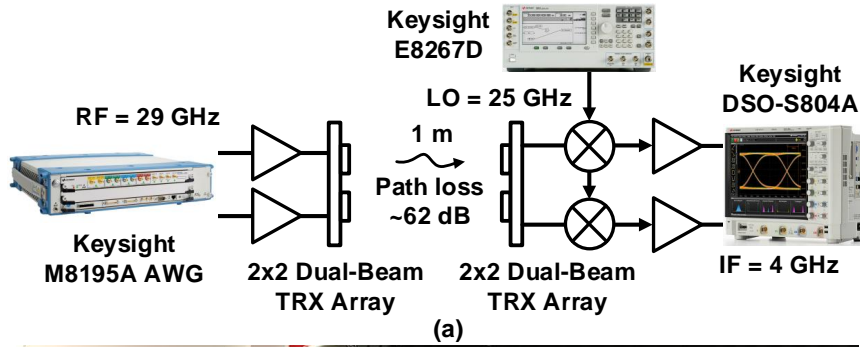 Keysight
E8267D
Keysight
DSO-S804A
RF = 29 GHz
LO = 25 GHz
1 m
Path loss
~62 dB
Keysight
M8195A AWG
2x2 Dual-Beam
TRX Array
2x2 Dual-Beam
TRX Array
IF = 4 GHz
(a)